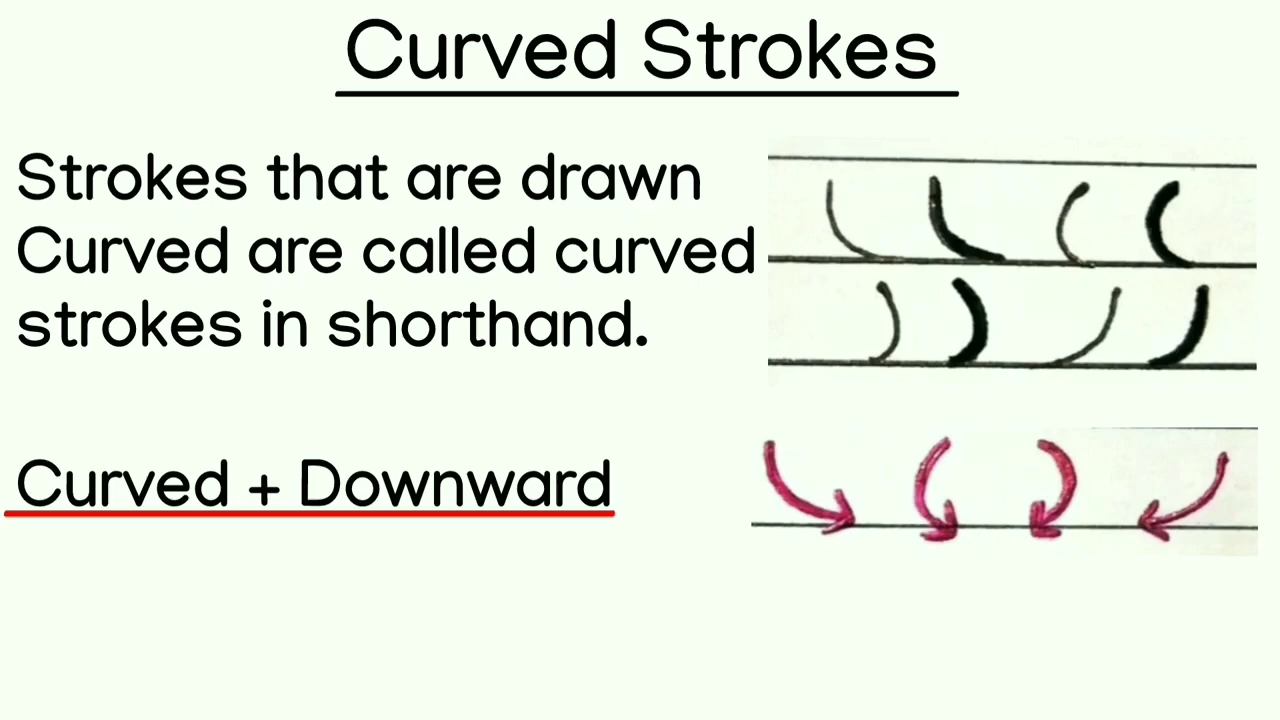 Curved Strokes
Strokes that are drawn
Curved are called curved
strokes in shorthand.
Curved + Downward